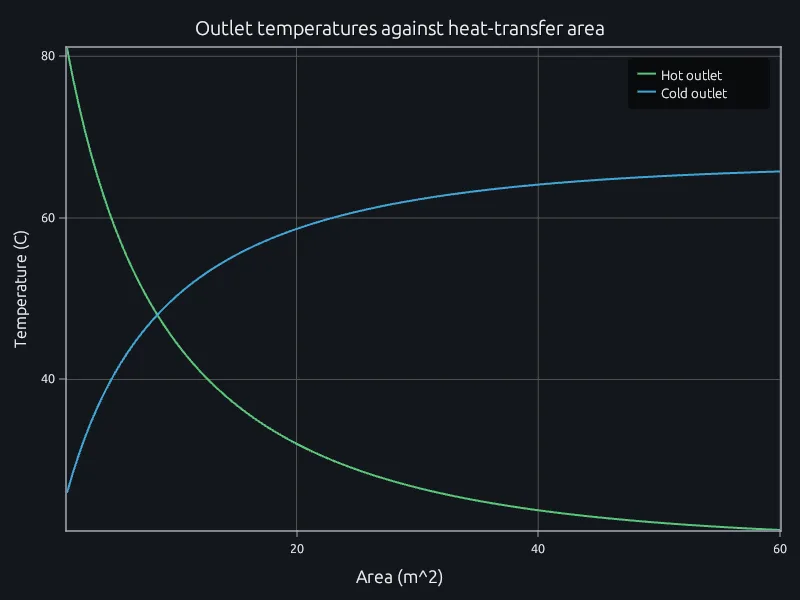 Outlet temperatures against heat-transfer area
Hot outlet
Cold outlet
80
60
40
Temperature (C)
20
40
60
Area (m^2)